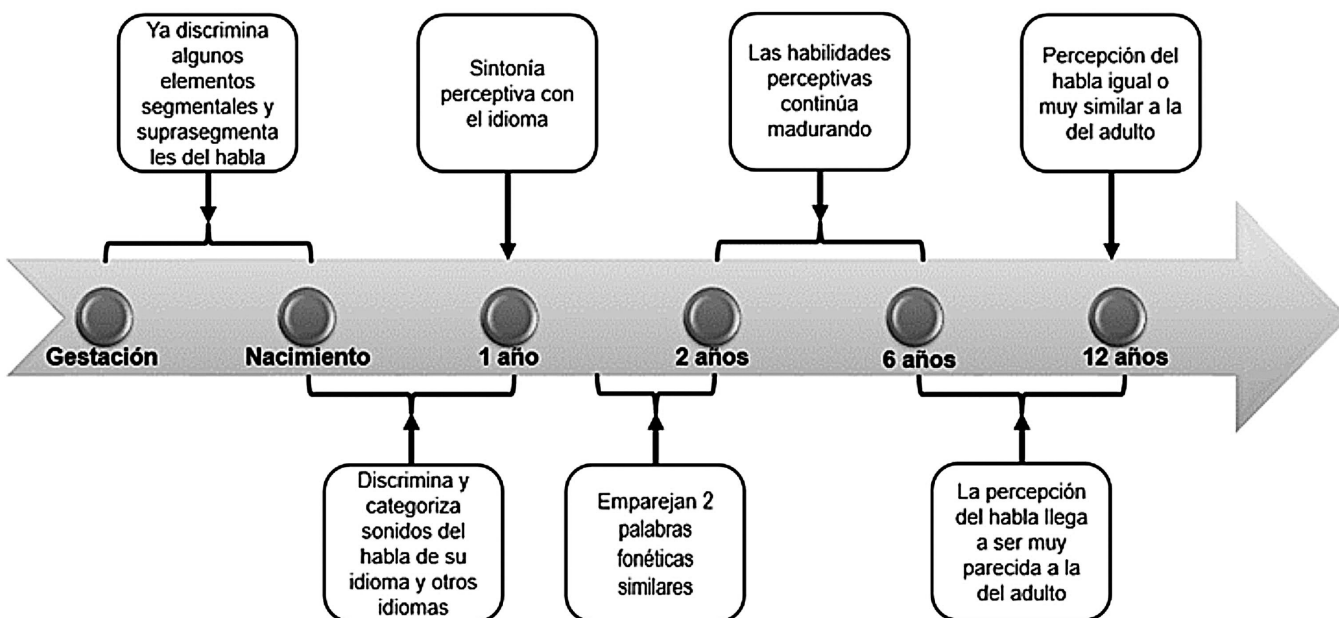 Ya discrimina
algunos
elementos
segmentales y
suprasegmenta
les del habla
Sintonía
perceptiva con
el idioma
Las habilidades
perceptivas
continúa
madurando
Percepción del
habla igual o
muy similar a la
del adulto
Gestación
Nacimiento
1 año
2 años
6 años
12 años
Discrimina y
categoriza
sonidos del
habla de su
idioma y otros
idiomas
Emparejan 2
palabras
fonéticas
similares
La percepción
del habla llega
a ser muy
parecida a la
del adulto